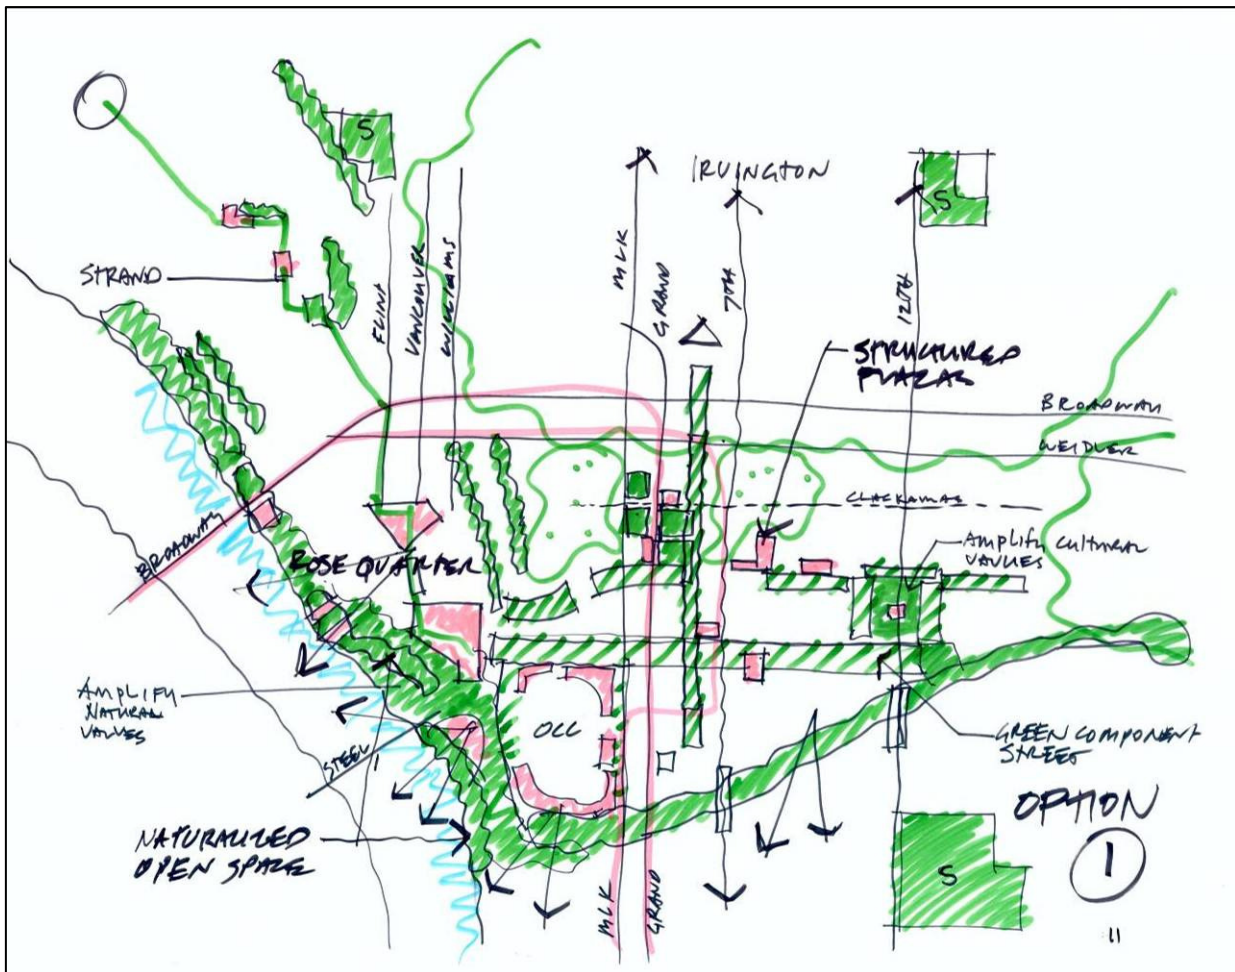 S
IRVINGTON
S
STRAND
FLINT
VANCOUVER
WILLIAMS
MLK
GRAND
7TH
12TH
STRUCTURED
PLAZAS
BROADWAY
WEIDLER
CLACKAMAS
BROADWAY
ROSE QUARTER
AMPLIFY CULTURAL
VALUES
AMPLIFY
NATURAL
VALUES
OCC
STEEL
GREEN COMPONENT
STREET
NATURALIZED
OPEN SPACE
OPTION
1
S
MLK
GRAND
11